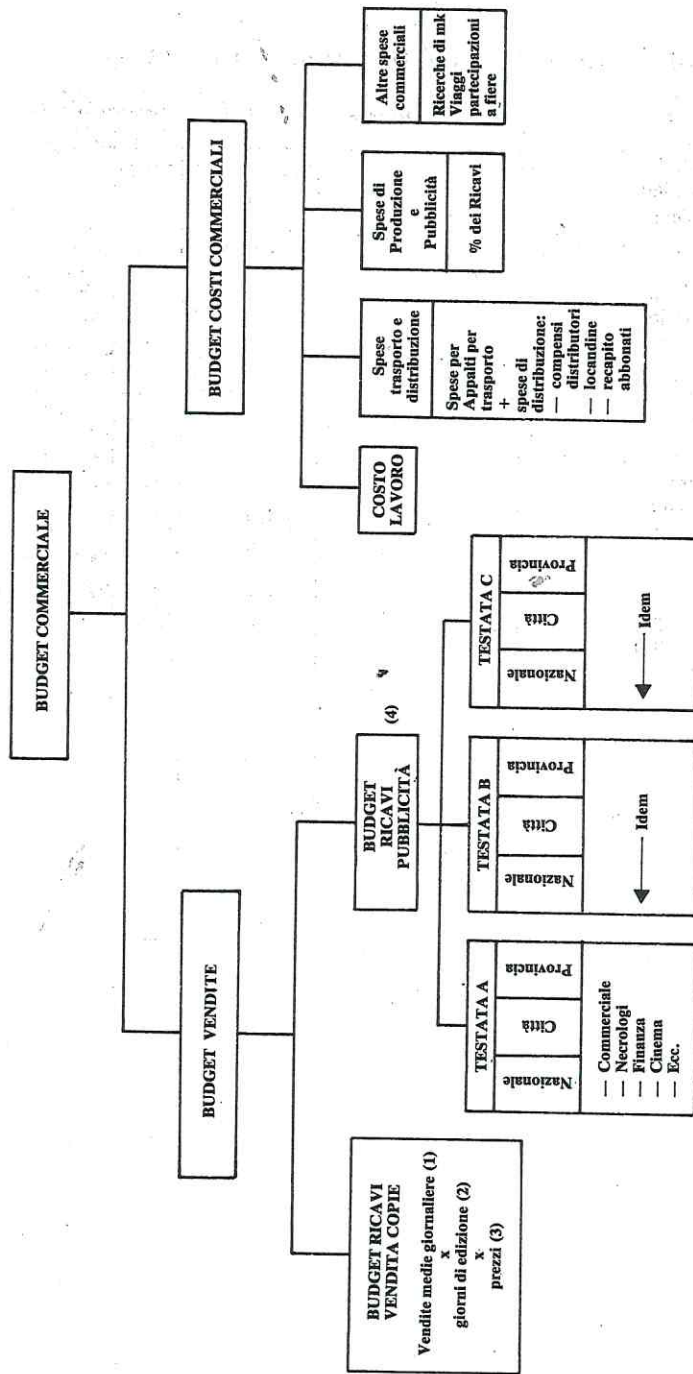 BUDGET COMMERCIALE
BUDGET VENDITE
BUDGET COSTI COMMERCIALI
BUDGET RICAVI
VENDITA COPIE
Vendite medie giornaliere (1)
x
giorni di edizione (2)
x
prezzi (3)
BUDGET
RICAVI
PUBBLICITÀ
(4)
COSTO
LAVORO
Spese
trasporto e
distribuzione
Spese per
Appalti per
trasporto
+
spese di
distribuzione:
— compensi
distributori
— locandine
— recapito
abbonati
Spese di
Produzione
e
Pubblicità
% dei Ricavi
Altre spese
commerciali
Ricerche di mk
Viaggi
partecipazioni
a fiere
TESTATA A
Nazionale
Città
Provincia
— Commerciale
— Necrologi
— Finanza
— Cinema
— Ecc.
TESTATA B
Nazionale
Città
Provincia
Idem
TESTATA C
Nazionale
Città
Provincia
Idem